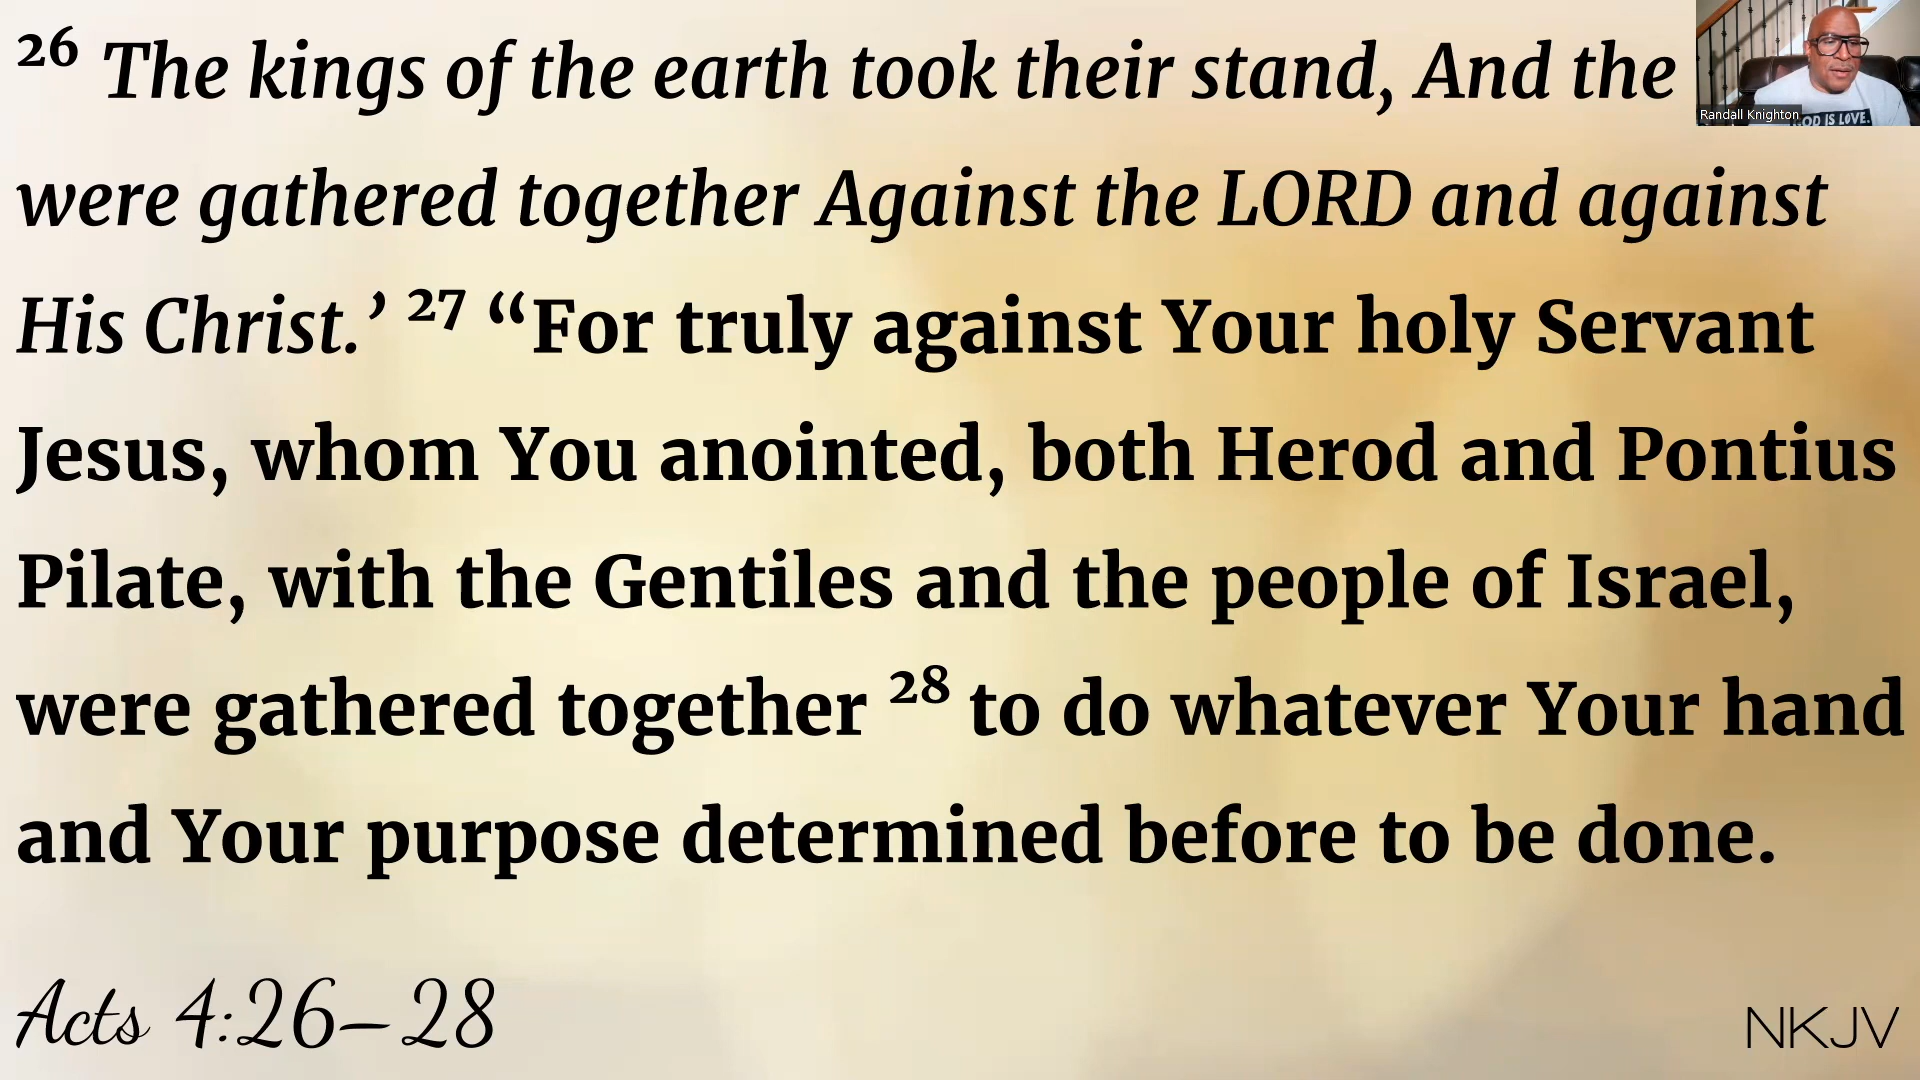 26 The kings of the earth took their stand, And the
were gathered together Against the LORD and against
His Christ.’ 27 “For truly against Your holy Servant
Jesus, whom You anointed, both Herod and Pontius
Pilate, with the Gentiles and the people of Israel,
were gathered together 28 to do whatever Your hand
and Your purpose determined before to be done.
Acts 4:26–28
NKJV
Randall Knighton
OD IS LOVE.